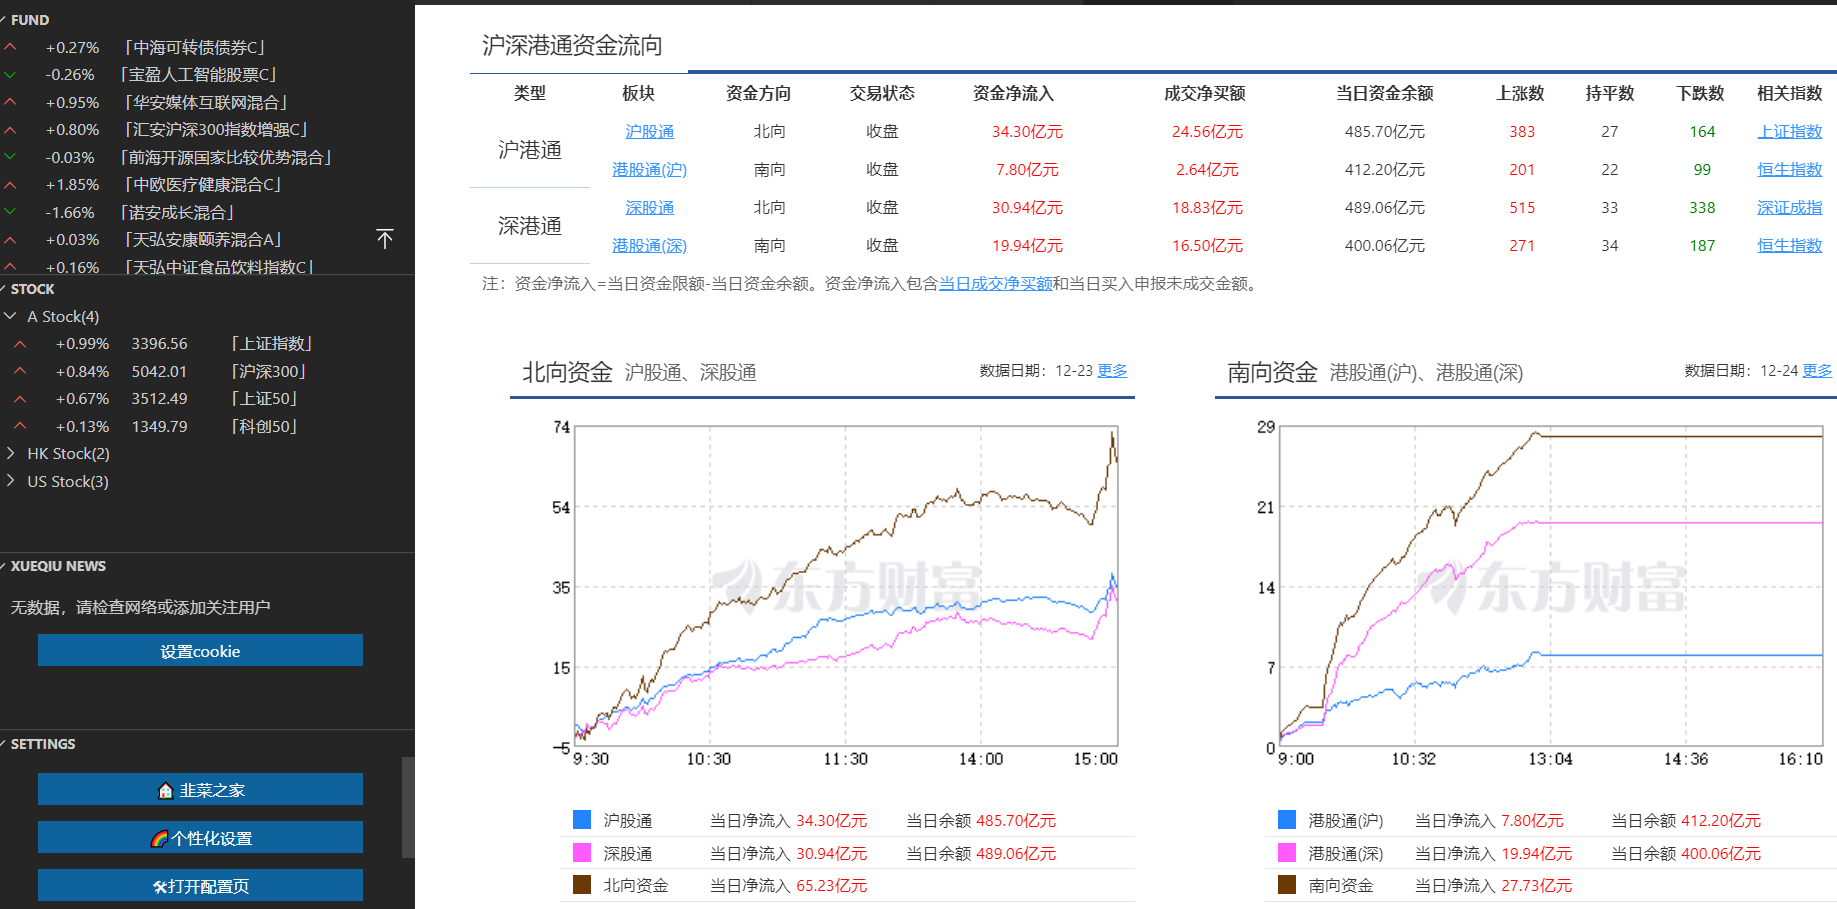 FUND
+0.27% 「中海可转债债券C」
-0.26% 「宝盈人工智能股票C」
+0.95% 「华安媒体互联网混合」
+0.80% 「汇安沪深300指数增强C」
-0.03% 「前海开源国家比较优势混合」
+1.85% 「中欧医疗健康混合C」
-1.66% 「诺安成长混合」
+0.03% 「天弘安康颐养混合A」
+0.16% 「天弘中证食品饮料指数C」
STOCK
A Stock(4)
+0.99% 3396.56 「上证指数」
+0.84% 5042.01 「沪深300」
+0.67% 3512.49 「上证50」
+0.13% 1349.79 「科创50」
HK Stock(2)
US Stock(3)
XUEQIU NEWS
无数据，请检查网络或添加关注用户
设置cookie
SETTINGS
韭菜之家
个性化设置
打开配置页
沪深港通资金流向
类型 板块 资金方向 交易状态 资金净流入 成交净买额 当日资金余额 上涨数 持平数 下跌数 相关指数
沪港通
沪股通 北向 收盘 34.30亿元 24.56亿元 485.70亿元 383 27 164 上证指数
港股通(沪) 南向 收盘 7.80亿元 2.64亿元 412.20亿元 201 22 99 恒生指数
深港通
深股通 北向 收盘 30.94亿元 18.83亿元 489.06亿元 515 33 338 深证成指
港股通(深) 南向 收盘 19.94亿元 16.50亿元 400.06亿元 271 34 187 恒生指数
注：资金净流入=当日资金限额-当日资金余额。资金净流入包含当日成交净买额和当日买入申报未成交金额。
北向资金 沪股通、深股通 数据日期：12-23 更多
74
54
35
15
-5
9:30 10:30 11:30 14:00 15:00
东方财富
沪股通 当日净流入 34.30亿元 当日余额 485.70亿元
深股通 当日净流入 30.94亿元 当日余额 489.06亿元
北向资金 当日净流入 65.23亿元
南向资金 港股通(沪)、港股通(深) 数据日期：12-24 更多
29
21
14
7
0
9:00 10:32 13:04 14:36 16:10
东方财富
港股通(沪) 当日净流入 7.80亿元 当日余额 412.20亿元
港股通(深) 当日净流入 19.94亿元 当日余额 400.06亿元
南向资金 当日净流入 27.73亿元